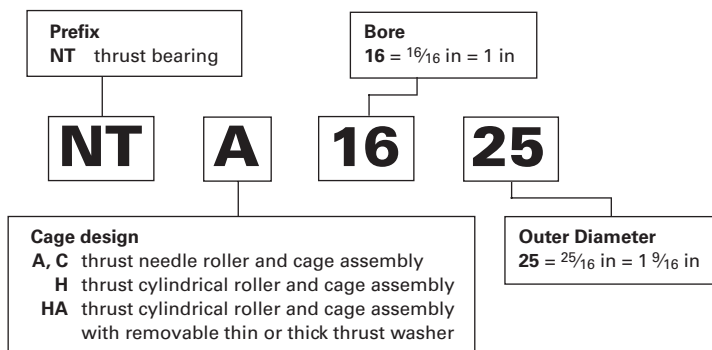 Prefix
NT thrust bearing
Bore
16 = 16/16 in = 1 in
NT A 16 25
Cage design
A, C thrust needle roller and cage assembly
H thrust cylindrical roller and cage assembly
HA thrust cylindrical roller and cage assembly
with removable thin or thick thrust washer
Outer Diameter
25 = 25/16 in = 1 9/16 in